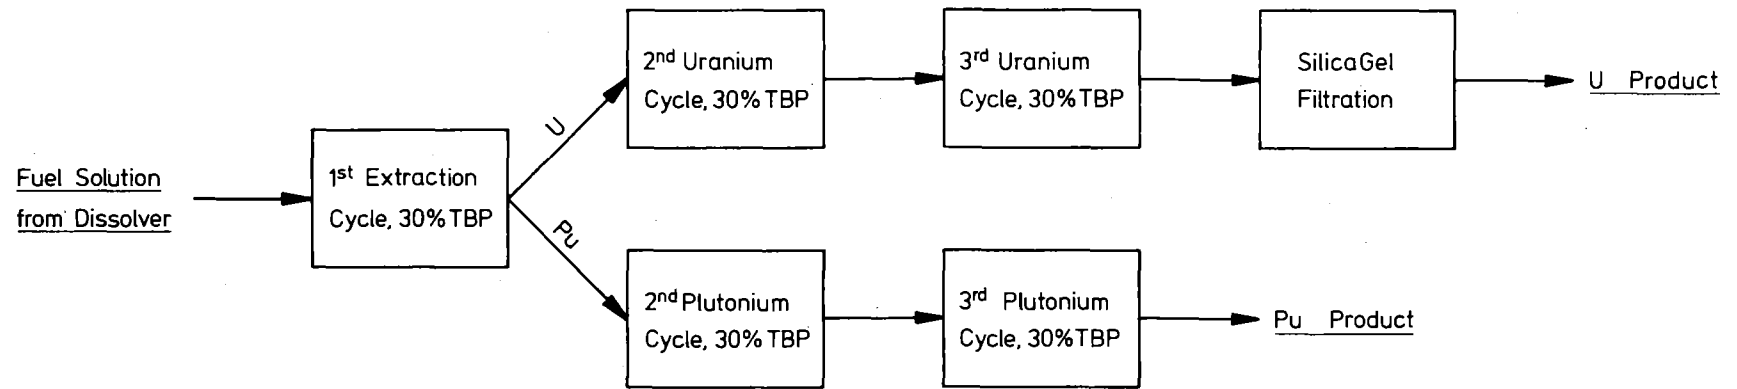 Fuel Solution
from Dissolver
1st Extraction
Cycle, 30% TBP
U
Pu
2nd Uranium
Cycle, 30% TBP
3rd Uranium
Cycle, 30% TBP
Silica Gel
Filtration
U Product
2nd Plutonium
Cycle, 30% TBP
3rd Plutonium
Cycle, 30% TBP
Pu Product